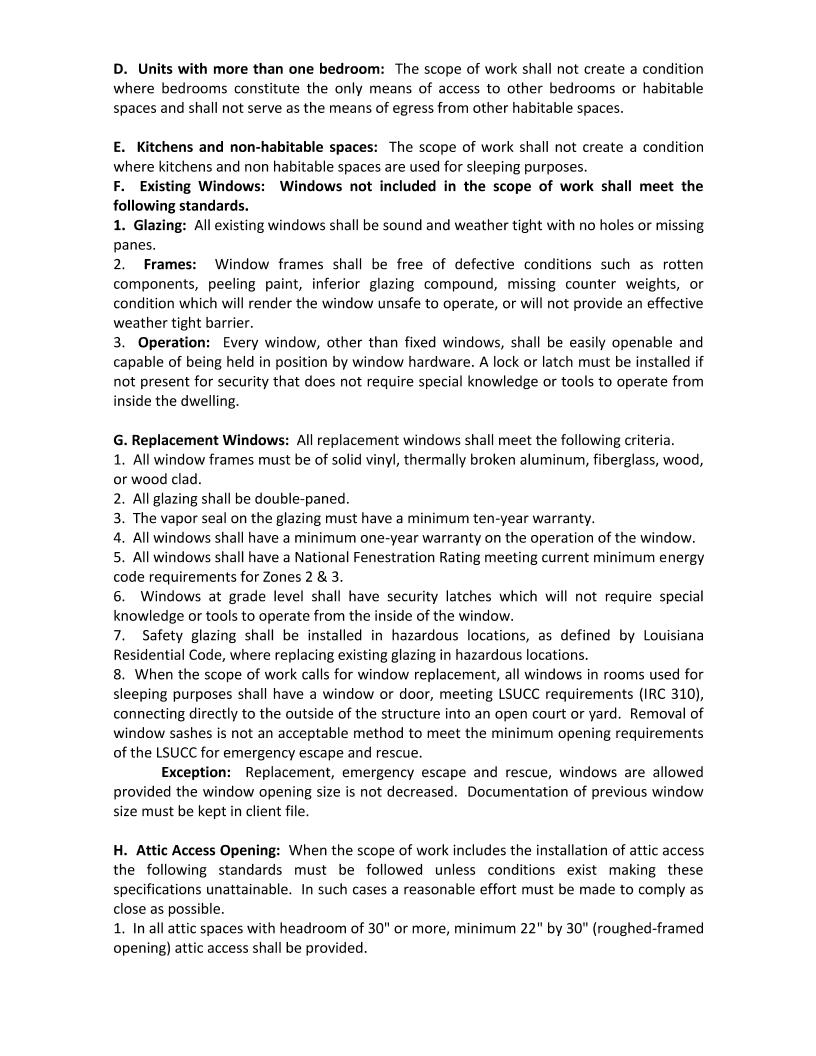 D. Units with more than one bedroom: The scope of work shall not create a condition
where bedrooms constitute the only means of access to other bedrooms or habitable
spaces and shall not serve as the means of egress from other habitable spaces.
E. Kitchens and non-habitable spaces: The scope of work shall not create a condition
where kitchens and non habitable spaces are used for sleeping purposes.
F. Existing Windows: Windows not included in the scope of work shall meet the
following standards.
1. Glazing: All existing windows shall be sound and weather tight with no holes or missing
panes.
2. Frames: Window frames shall be free of defective conditions such as rotten
components, peeling paint, inferior glazing compound, missing counter weights, or
condition which will render the window unsafe to operate, or will not provide an effective
weather tight barrier.
3. Operation: Every window, other than fixed windows, shall be easily openable and
capable of being held in position by window hardware. A lock or latch must be installed if
not present for security that does not require special knowledge or tools to operate from
inside the dwelling.
G. Replacement Windows: All replacement windows shall meet the following criteria.
1. All window frames must be of solid vinyl, thermally broken aluminum, fiberglass, wood,
or wood clad.
2. All glazing shall be double-paned.
3. The vapor seal on the glazing must have a minimum ten-year warranty.
4. All windows shall have a minimum one-year warranty on the operation of the window.
5. All windows shall have a National Fenestration Rating meeting current minimum energy
code requirements for Zones 2 & 3.
6. Windows at grade level shall have security latches which will not require special
knowledge or tools to operate from the inside of the window.
7. Safety glazing shall be installed in hazardous locations, as defined by Louisiana
Residential Code, where replacing existing glazing in hazardous locations.
8. When the scope of work calls for window replacement, all windows in rooms used for
sleeping purposes shall have a window or door, meeting LSUCC requirements (IRC 310),
connecting directly to the outside of the structure into an open court or yard. Removal of
window sashes is not an acceptable method to meet the minimum opening requirements
of the LSUCC for emergency escape and rescue.
Exception: Replacement, emergency escape and rescue, windows are allowed
provided the window opening size is not decreased. Documentation of previous window
size must be kept in client file.
H. Attic Access Opening: When the scope of work includes the installation of attic access
the following standards must be followed unless conditions exist making these
specifications unattainable. In such cases a reasonable effort must be made to comply as
close as possible.
1. In all attic spaces with headroom of 30" or more, minimum 22" by 30" (roughed-framed
opening) attic access shall be provided.